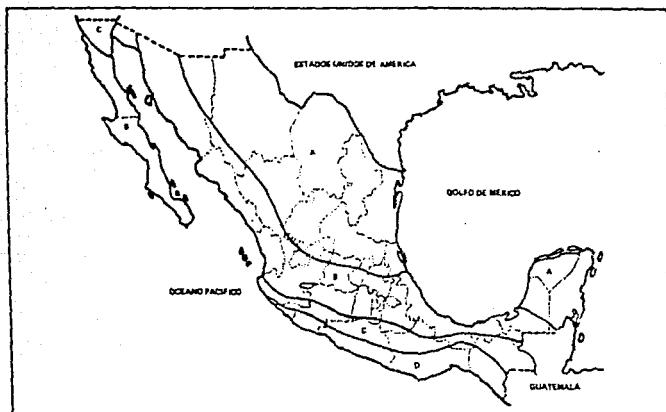 C
ESTADOS UNIDOS DE AMERICA
B
A
GOLFO DE MÉXICO
A
B
OCEANO PACIFICO
C
D
GUATEMALA